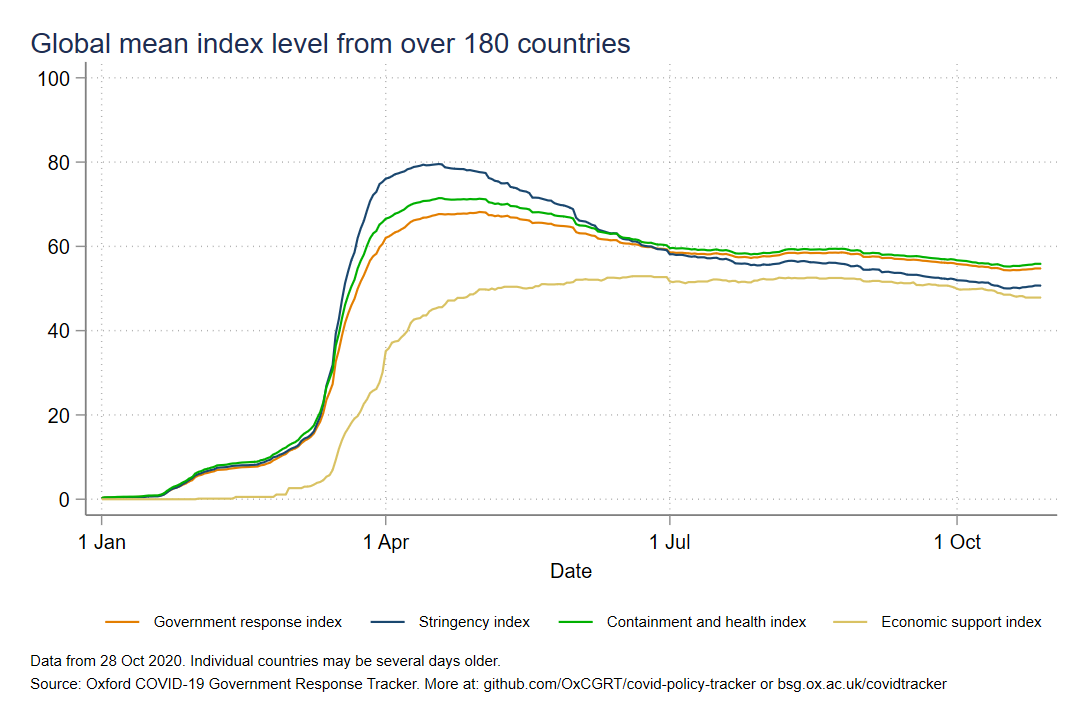 Global mean index level from over 180 countries
100
80
60
40
20
0
1 Jan 1 Apr 1 Jul 1 Oct
Date
Government response index Stringency index Containment and health index Economic support index
Data from 28 Oct 2020. Individual countries may be several days older.
Source: Oxford COVID-19 Government Response Tracker. More at: github.com/OxCGRT/covid-policy-tracker or bsg.ox.ac.uk/covidtracker